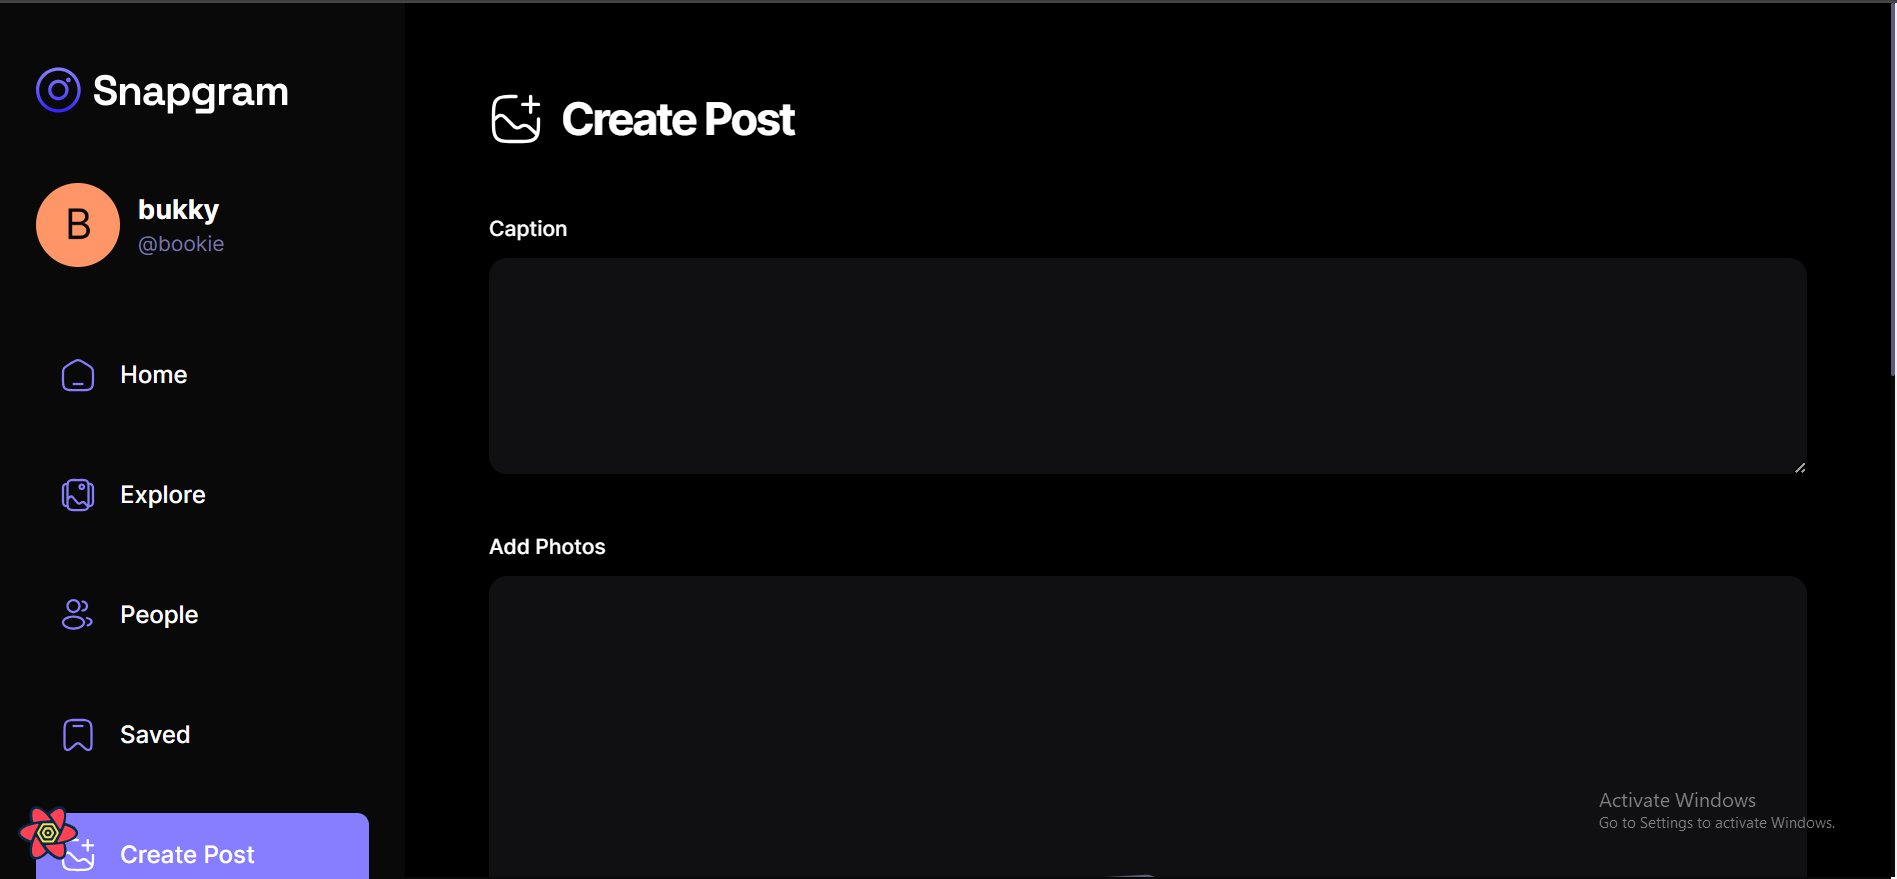 Snapgram
B
bukky
@bookie
Home
Explore
People
Saved
Create Post
Create Post
Caption
Add Photos
Activate Windows
Go to Settings to activate Windows.